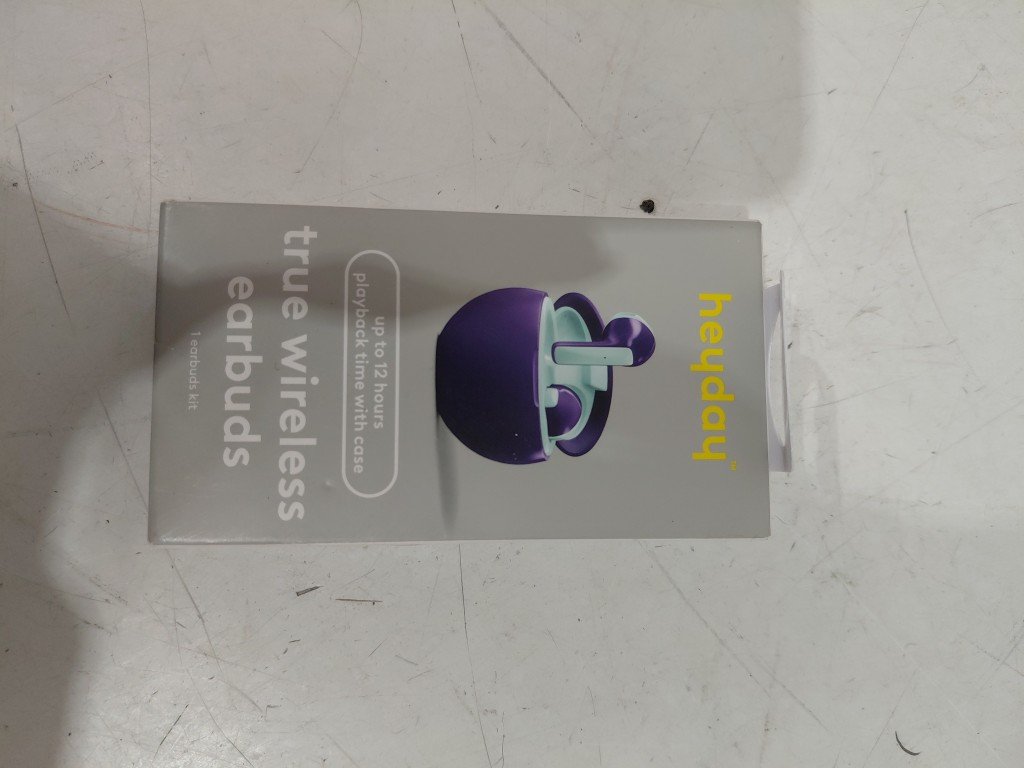 heyday™
up to 12 hours
playback time with case
true wireless
earbuds
1 earbuds kit